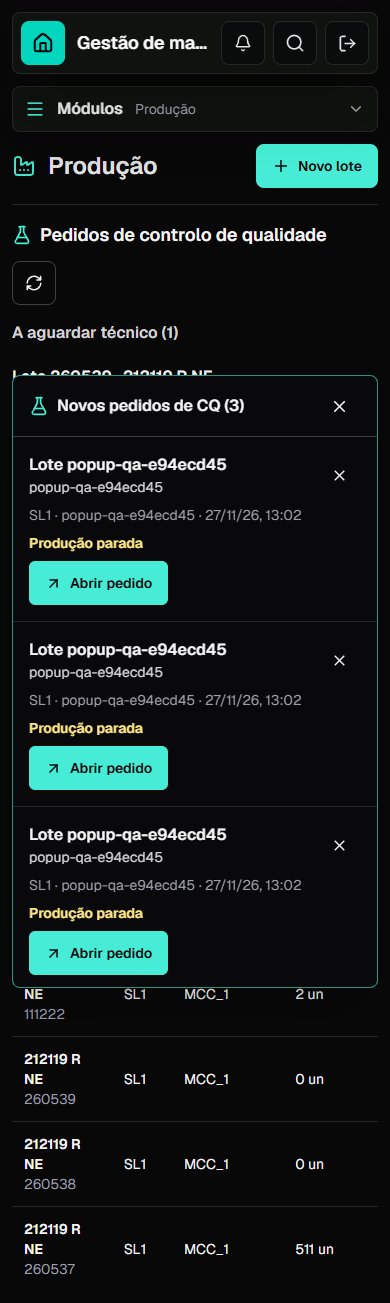 Gestão de ma...
Módulos Produção
Produção
Novo lote
Pedidos de controlo de qualidade
A aguardar técnico (1)
Lote 260539 · 212119 R NE
Novos pedidos de CQ (3)
Lote popup-qa-e94ecd45
popup-qa-e94ecd45
SL1 · popup-qa-e94ecd45 · 27/11/26, 13:02
Produção parada
Abrir pedido
Lote popup-qa-e94ecd45
popup-qa-e94ecd45
SL1 · popup-qa-e94ecd45 · 27/11/26, 13:02
Produção parada
Abrir pedido
Lote popup-qa-e94ecd45
popup-qa-e94ecd45
SL1 · popup-qa-e94ecd45 · 27/11/26, 13:02
Produção parada
Abrir pedido
NE SL1 MCC_1 2 un
111222
212119 R
NE SL1 MCC_1 0 un
260539
212119 R
NE SL1 MCC_1 0 un
260538
212119 R
NE SL1 MCC_1 511 un
260537